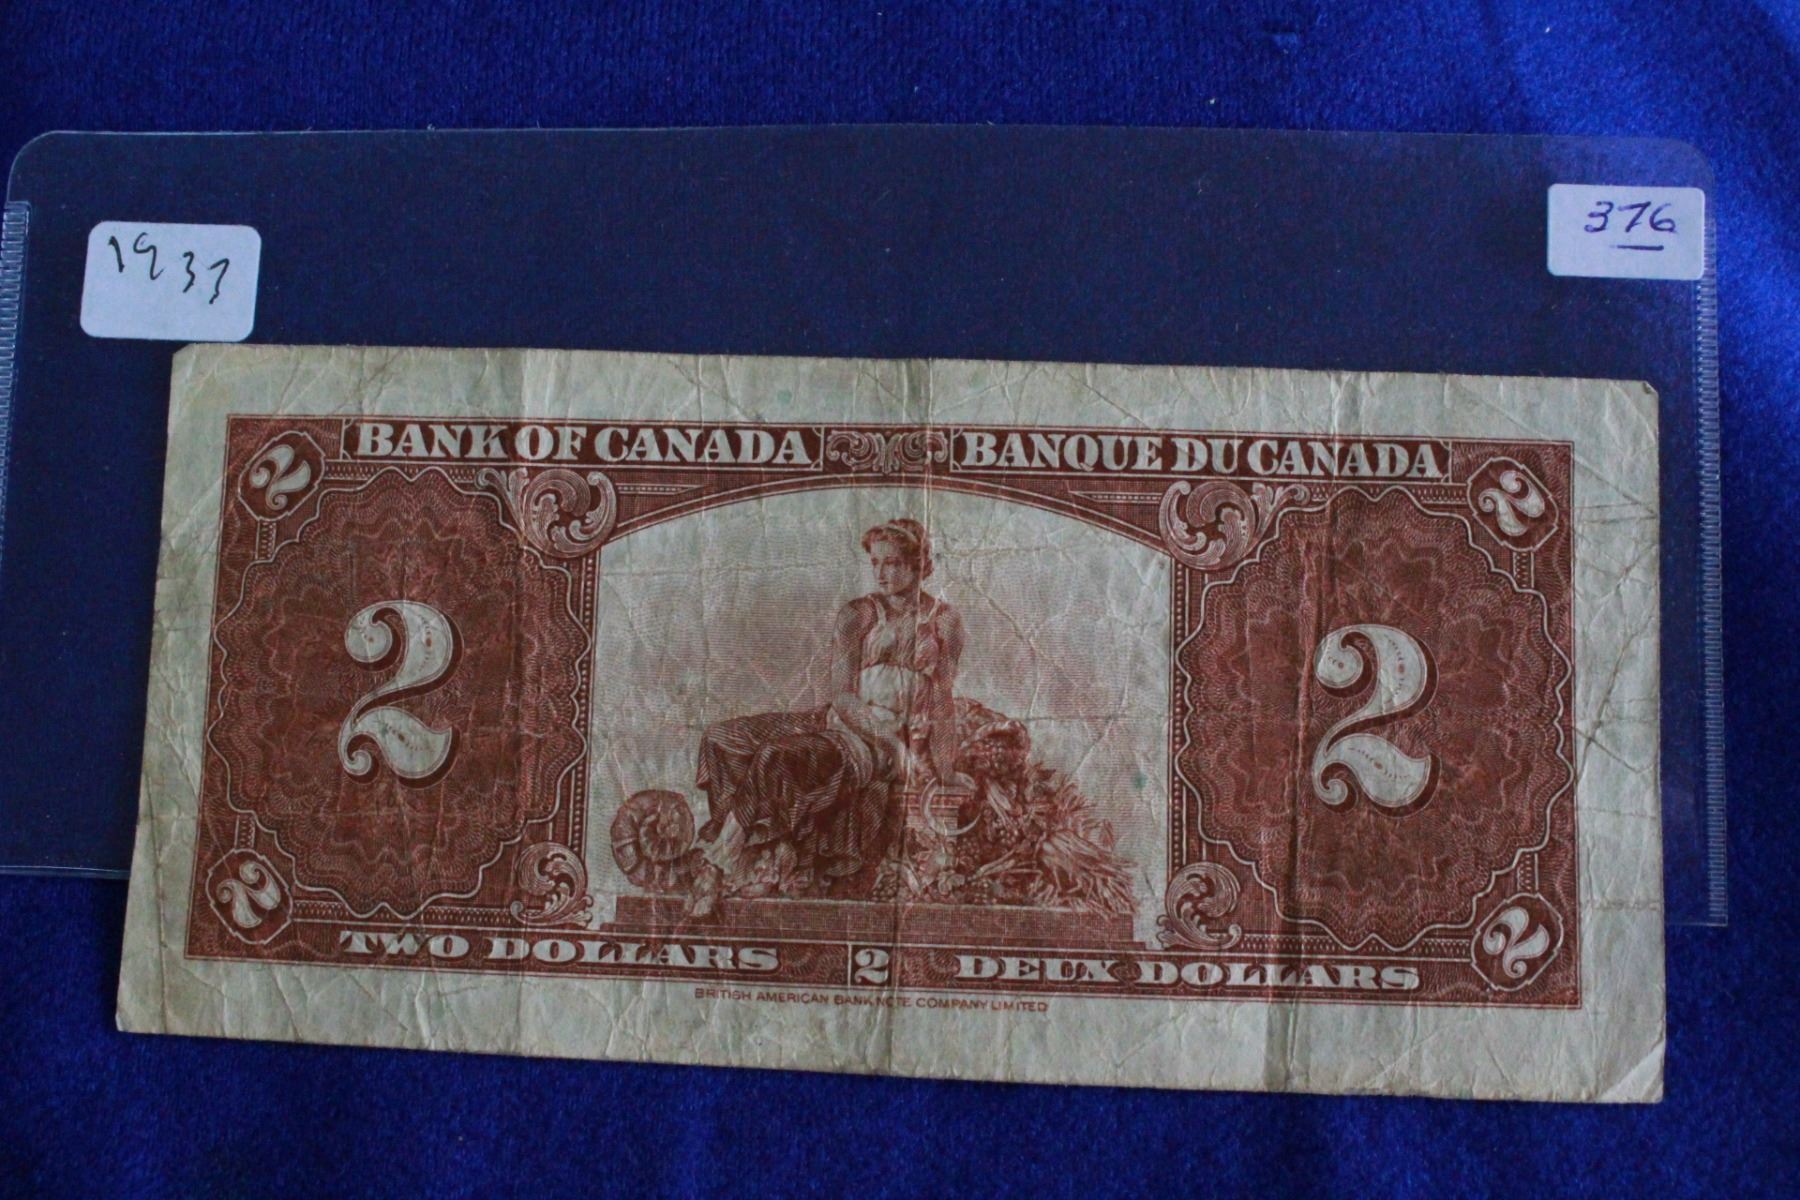 1937
376
BANK OF CANADA BANQUE DU CANADA
2 2
2 2
2 2
TWO DOLLARS 2 DEUX DOLLARS
BRITISH AMERICAN BANK NOTE COMPANY LIMITED